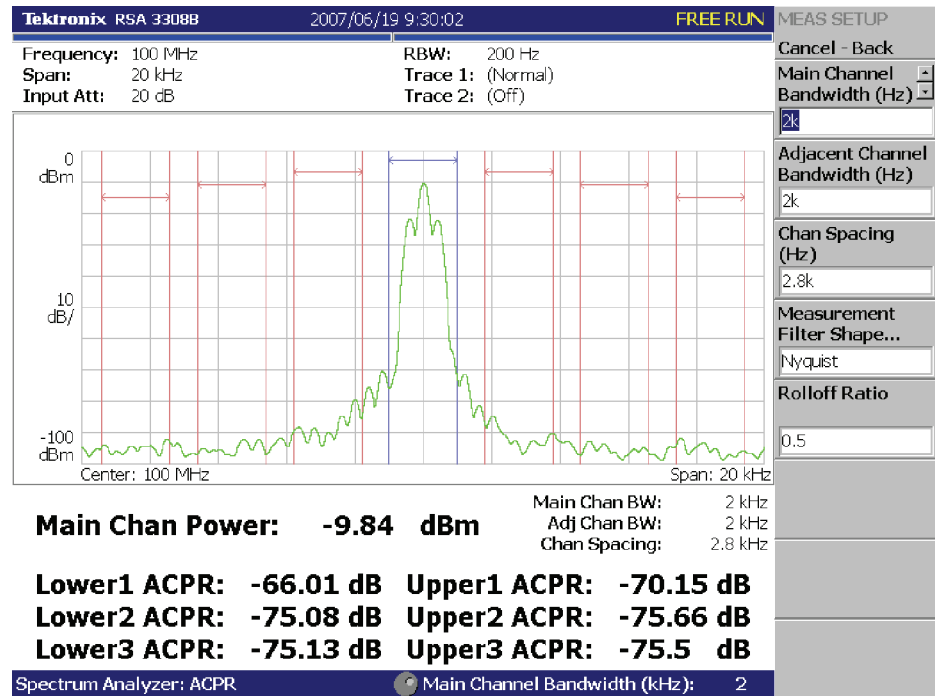 Tektronix RSA 3308B 2007/06/19 9:30:02 FREE RUN
Frequency: 100 MHz RBW: 200 Hz
Span: 20 kHz Trace 1: (Normal)
Input Att: 20 dB Trace 2: (Off)
0
dBm
10
dB/
-100
dBm
Center: 100 MHz Span: 20 kHz
Main Chan Power: -9.84 dBm
Main Chan BW: 2 kHz
Adj Chan BW: 2 kHz
Chan Spacing: 2.8 kHz
Lower1 ACPR: -66.01 dB Upper1 ACPR: -70.15 dB
Lower2 ACPR: -75.08 dB Upper2 ACPR: -75.66 dB
Lower3 ACPR: -75.13 dB Upper3 ACPR: -75.5 dB
Spectrum Analyzer: ACPR Main Channel Bandwidth (kHz): 2
MEAS SETUP
Cancel - Back
Main Channel
Bandwidth (Hz)
2k
Adjacent Channel
Bandwidth (Hz)
2k
Chan Spacing
(Hz)
2.8k
Measurement
Filter Shape...
Nyquist
Rolloff Ratio
0.5